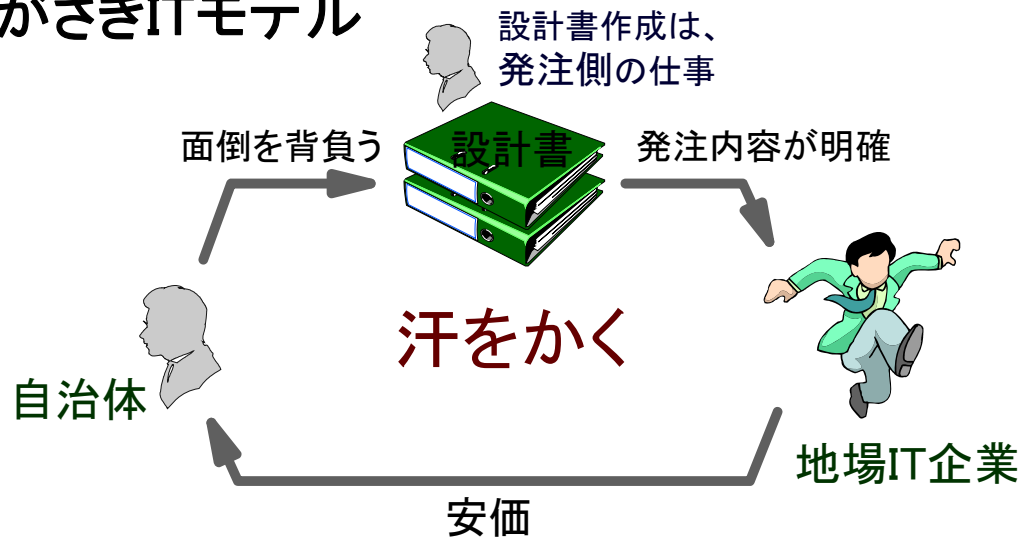 がさきITモデル
設計書作成は、
発注側の仕事
面倒を背負う
設計書
発注内容が明確
汗をかく
自治体
地場IT企業
安価